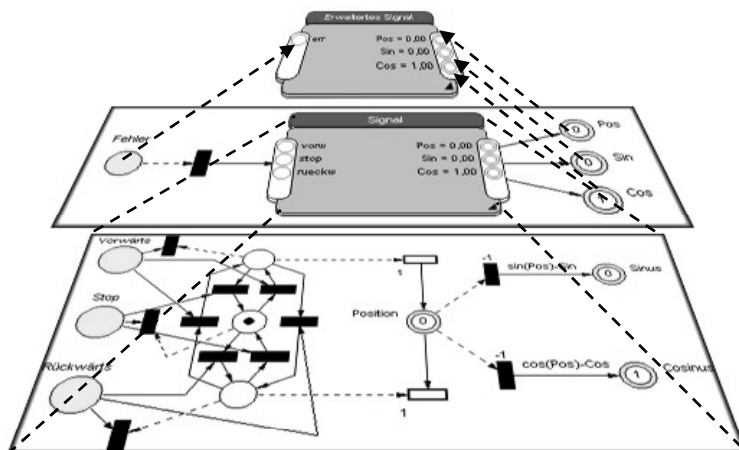 Erweitertes Signal
err
Pos = 0,00
Sin = 0,00
Cos = 1,00
Fehler
Signal
vorw
stop
rueckw
Pos = 0,00
Sin = 0,00
Cos = 1,00
0
Pos
0
Sin
1
Cos
Vorwärts
Stop
Rückwärts
1
Position
0
1
-1
sin(Pos)-Sin
0
Sinus
-1
cos(Pos)-Cos
1
Cosinus